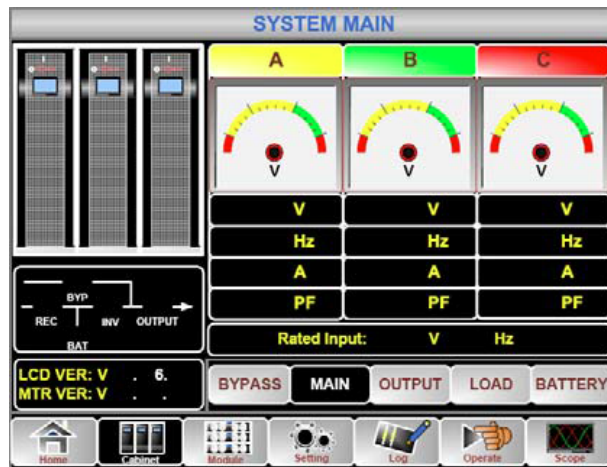 SYSTEM MAIN
A B C
V V V
V V V
Hz Hz Hz
A A A
PF PF PF
Rated Input: V Hz
BYP
REC INV OUTPUT
BAT
LCD VER: V . 6.
MTR VER: V . .
BYPASS MAIN OUTPUT LOAD BATTERY
Home Cabinet Module Setting Log Operate Scope